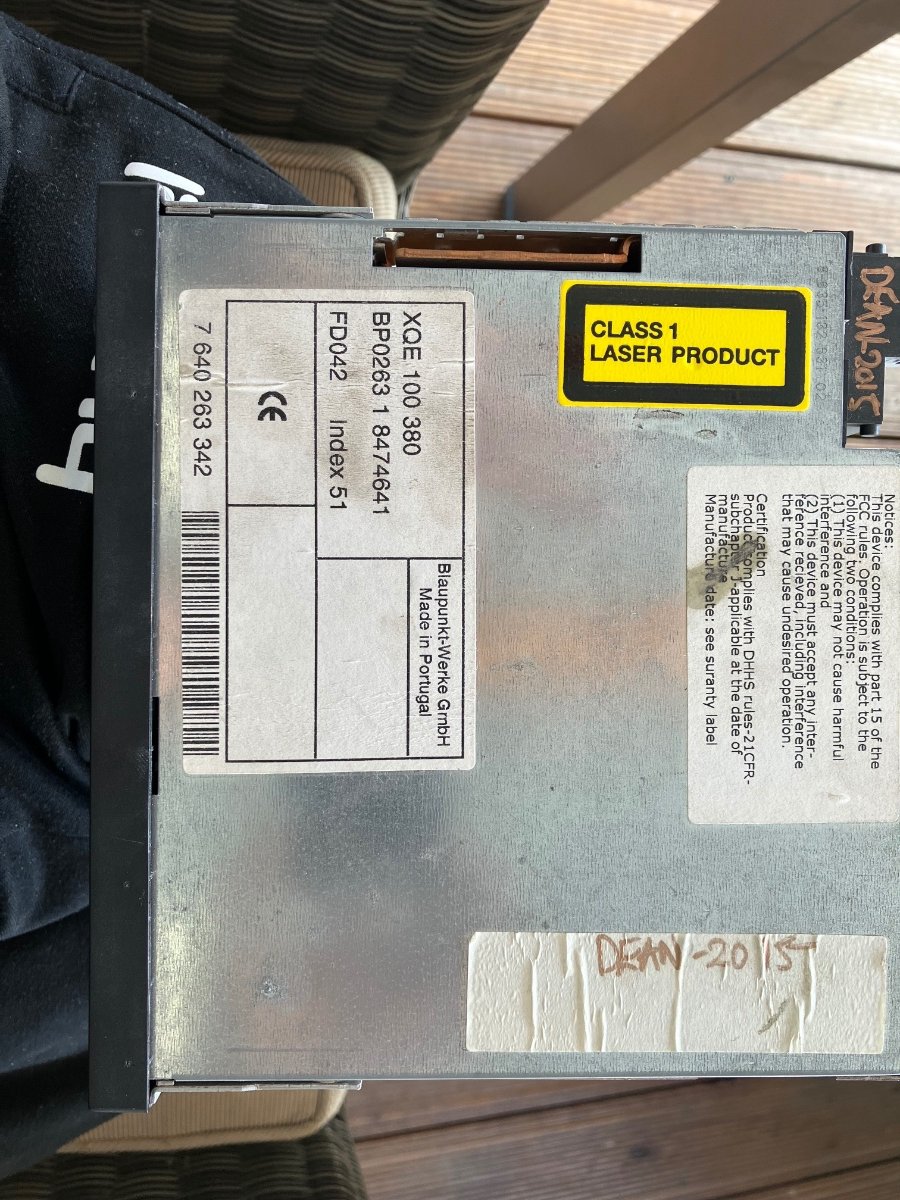 XQE 100 380
BP0263 1 8474641
FD042 Index 51
Blaupunkt-Werke GmbH
Made in Portugal
CE
7 640 263 342
CLASS 1
LASER PRODUCT
DEAN-2015
Notices:
This device complies with part 15 of the
FCC rules. Operation is subject to the
following two conditions:
(1) This device may not cause harmful
interference and
(2) This device must accept any inter-
ference recieved, including interference
that may cause undesired operation.
Certification
Product complies with DHHS rules-21CFR-
subchapter J-applicable at the date of
manufacture
Manufacture date: see suranty label
DEAN-2015